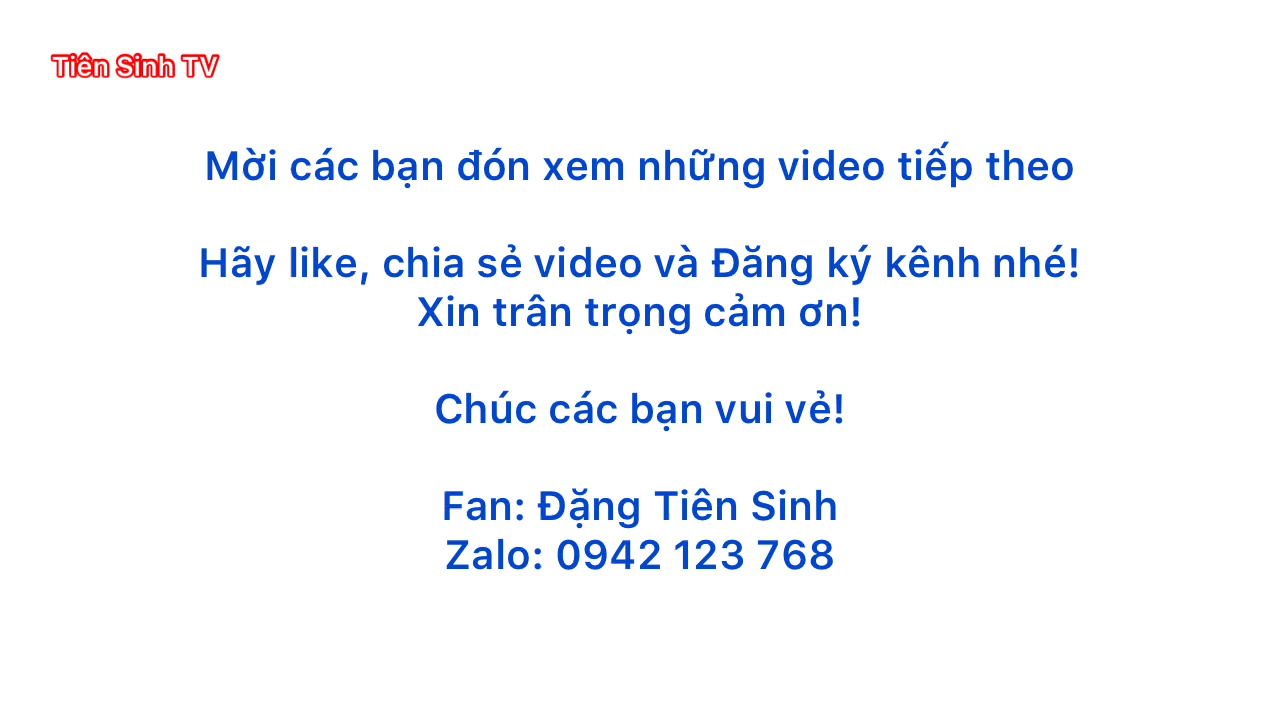 Tiên Sinh TV
Mời các bạn đón xem những video tiếp theo
Hãy like, chia sẻ video và Đăng ký kênh nhé!
Xin trân trọng cảm ơn!
Chúc các bạn vui vẻ!
Fan: Đặng Tiên Sinh
Zalo: 0942 123 768